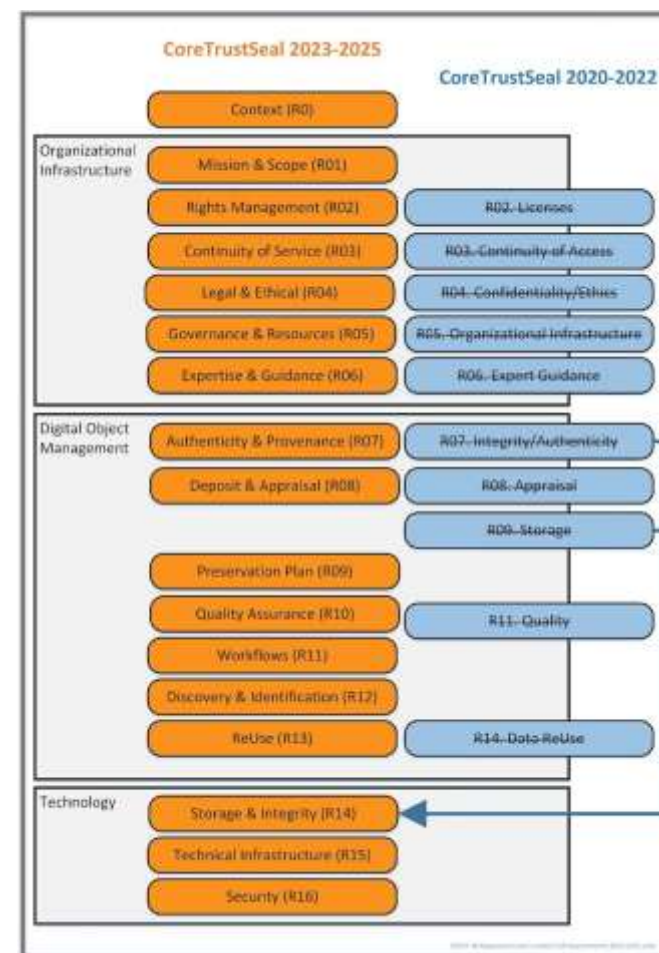 CoreTrustSeal 2023-2025
CoreTrustSeal 2020-2022
Context (R0)
Organizational
Infrastructure
Mission & Scope (R01)
Rights Management (R02)
R02. Licenses
Continuity of Service (R03)
R03. Continuity of Access
Legal & Ethical (R04)
R04. Confidentiality/Ethics
Governance & Resources (R05)
R05. Organizational Infrastructure
Expertise & Guidance (R06)
R06. Expert Guidance
Digital Object
Management
Authenticity & Provenance (R07)
R07. Integrity/Authenticity
Deposit & Appraisal (R08)
R08. Appraisal
R09. Storage
Preservation Plan (R09)
Quality Assurance (R10)
R11. Quality
Workflows (R11)
Discovery & Identification (R12)
ReUse (R13)
R14. Data ReUse
Technology
Storage & Integrity (R14)
Technical Infrastructure (R15)
Security (R16)